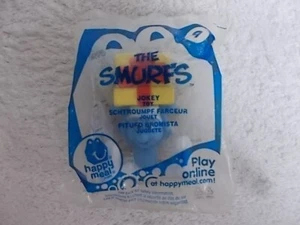 THE
SMURFS
JOKEY
TOY
SCHTROUMPF FARCEUR
JOUET
PITUFO BROMISTA
JUGUETE
happy
meal
Play
online
at happymeal.com!